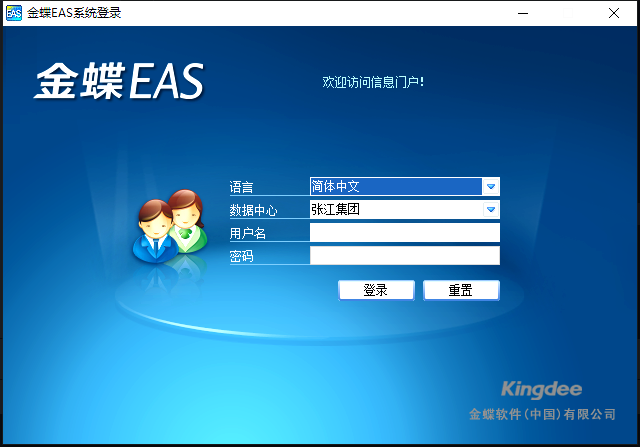 EAS 金蝶EAS系统登录
金蝶EAS
欢迎访问信息门户!
语言 简体中文
数据中心 张江集团
用户名
密码
登录 重置
Kingdee
金蝶软件(中国)有限公司